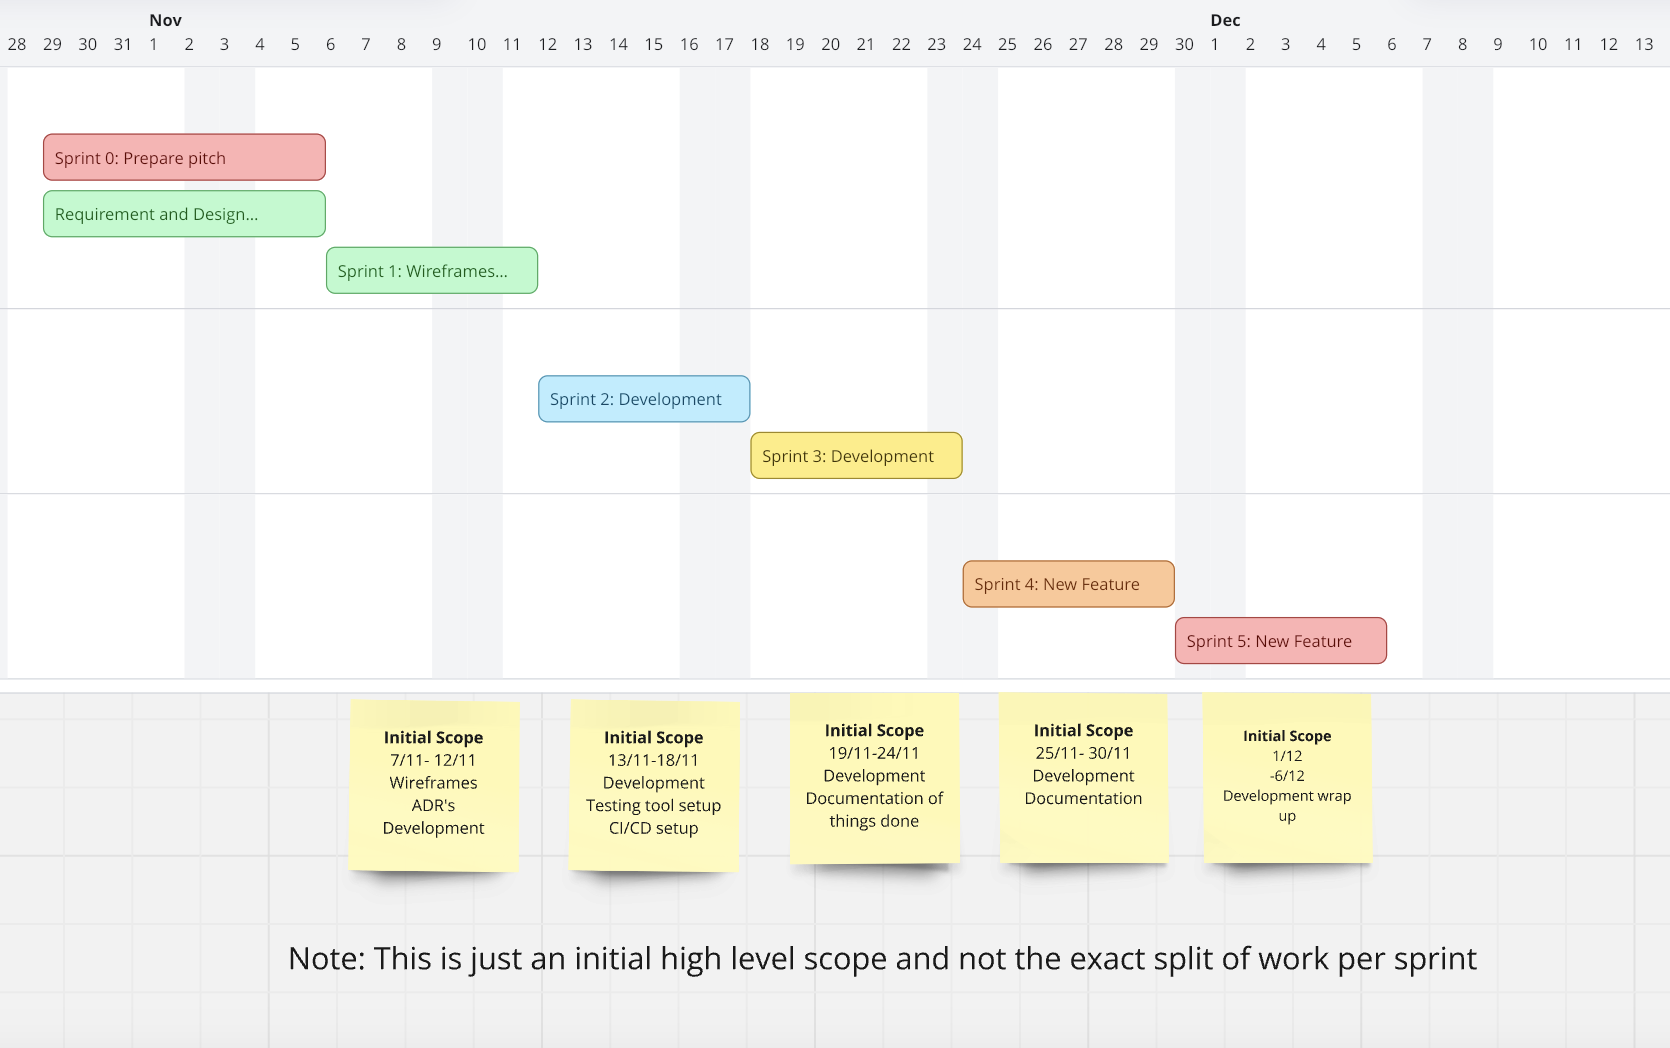 Nov Dec
28 29 30 31 1 2 3 4 5 6 7 8 9 10 11 12 13 14 15 16 17 18 19 20 21 22 23 24 25 26 27 28 29 30 1 2 3 4 5 6 7 8 9 10 11 12 13
Sprint 0: Prepare pitch
Requirement and Design...
Sprint 1: Wireframes...
Sprint 2: Development
Sprint 3: Development
Sprint 4: New Feature
Sprint 5: New Feature
Initial Scope
7/11- 12/11
Wireframes
ADR's
Development
Initial Scope
13/11-18/11
Development
Testing tool setup
CI/CD setup
Initial Scope
19/11-24/11
Development
Documentation of
things done
Initial Scope
25/11- 30/11
Development
Documentation
Initial Scope
1/12
-6/12
Development wrap
up
Note: This is just an initial high level scope and not the exact split of work per sprint